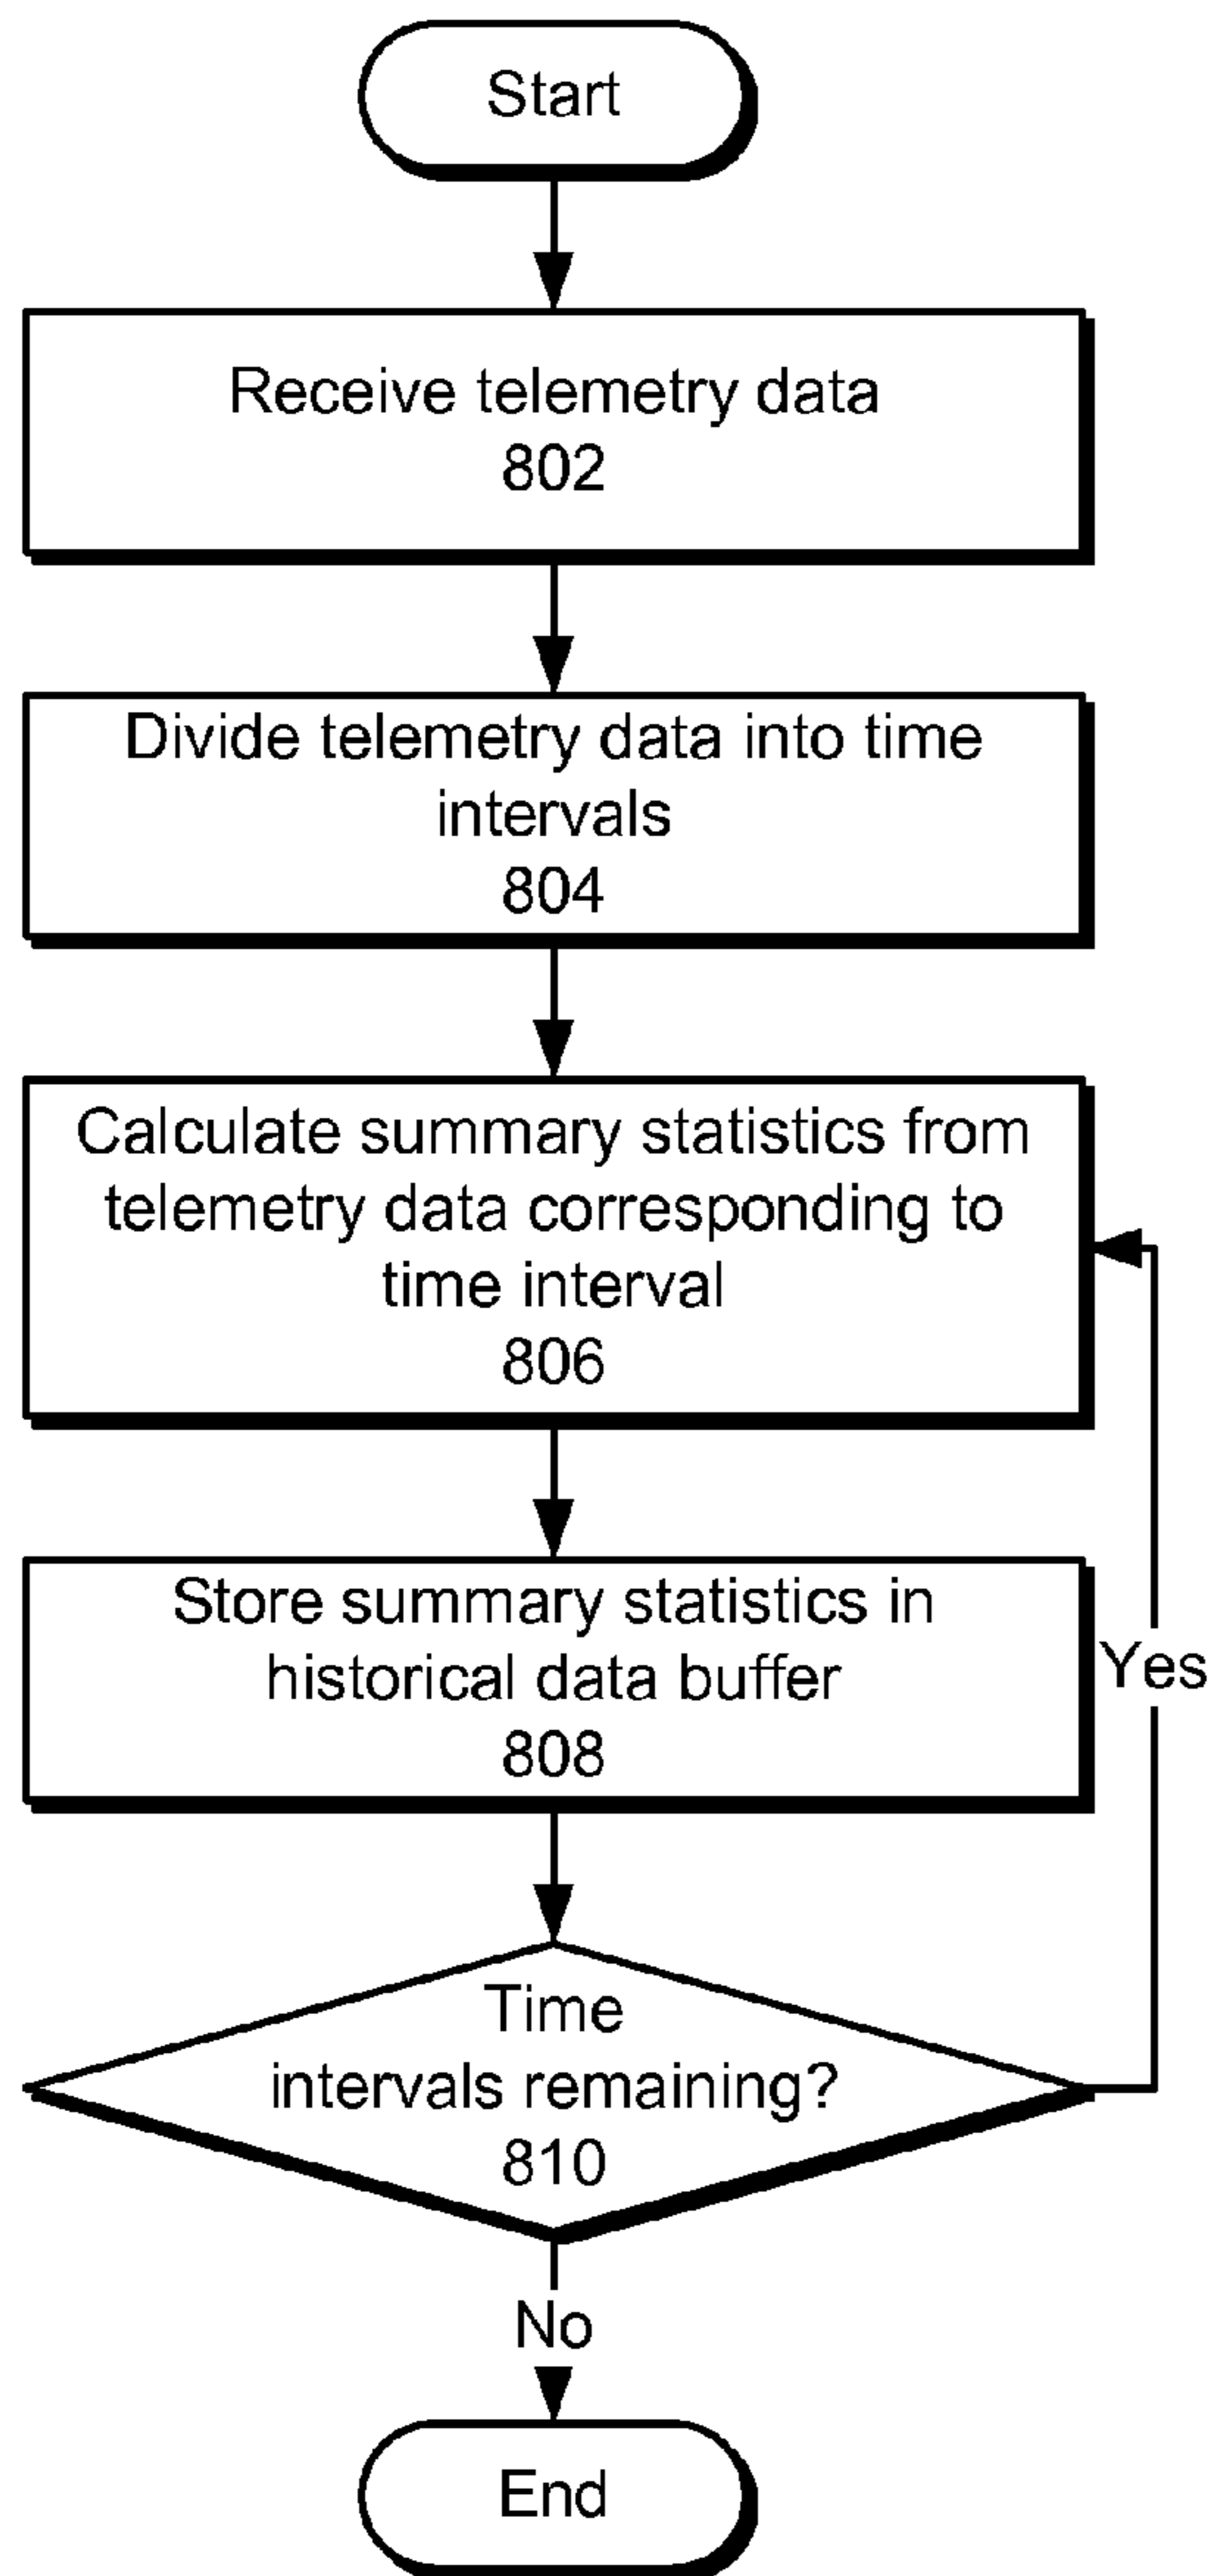 Start
Receive telemetry data
802
Divide telemetry data into time
intervals
804
Calculate summary statistics from
telemetry data corresponding to
time interval
806
Store summary statistics in
historical data buffer
808
Yes
Time
intervals remaining?
810
No
End